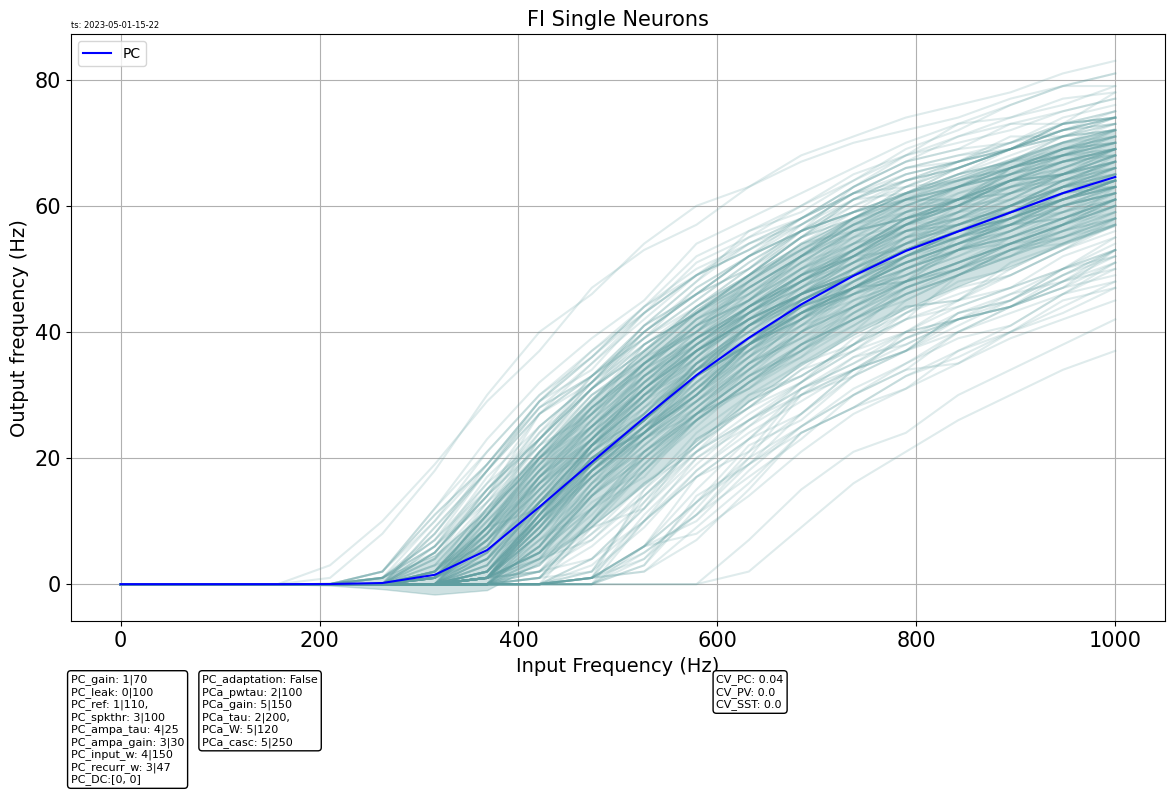 ts: 2023-05-01-15-22
FI Single Neurons
PC
80
60
40
20
0
Output frequency (Hz)
0 200 400 600 800 1000
Input Frequency (Hz)
PC_gain: 1|70
PC_leak: 0|100
PC_ref: 1|110,
PC_spkthr: 3|100
PC_ampa_tau: 4|25
PC_ampa_gain: 3|30
PC_input_w: 4|150
PC_recurr_w: 3|47
PC_DC:[0, 0]
PC_adaptation: False
PCa_pwtau: 2|100
PCa_gain: 5|150
PCa_tau: 2|200,
PCa_W: 5|120
PCa_casc: 5|250
CV_PC: 0.04
CV_PV: 0.0
CV_SST: 0.0